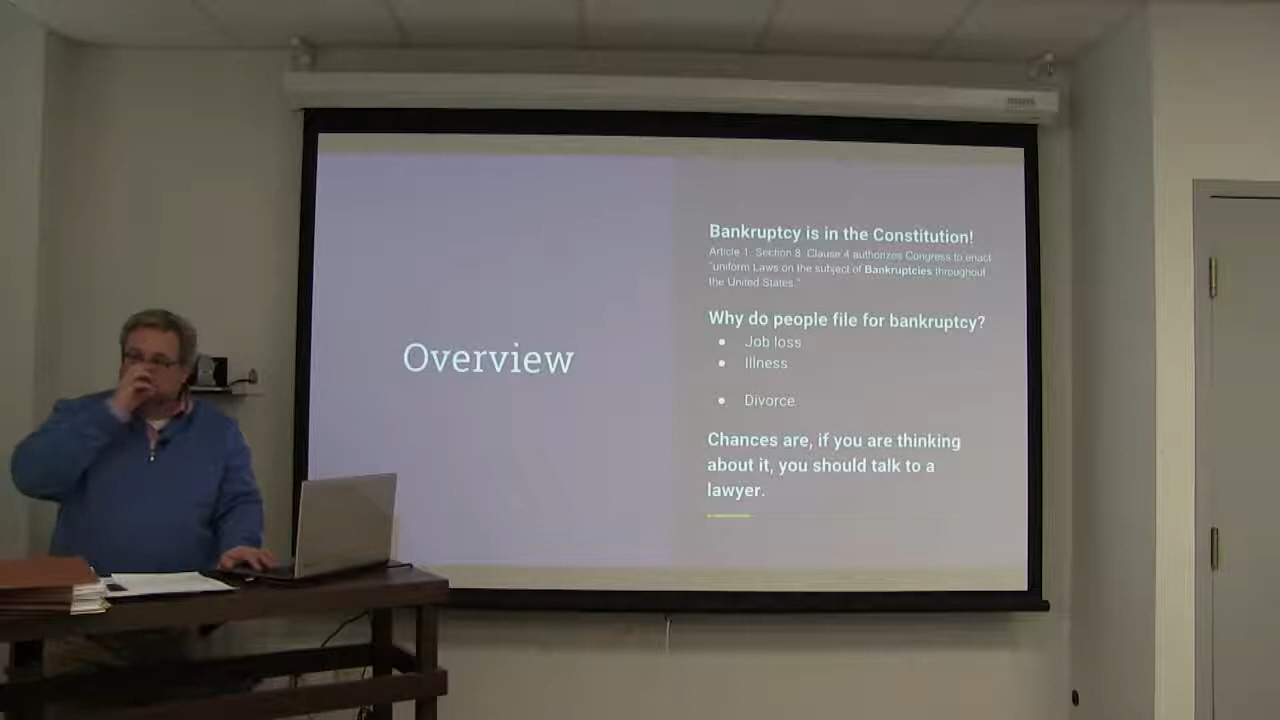 Overview
Bankruptcy is in the Constitution!
Article 1, Section 8, Clause 4 authorizes Congress to enact
"uniform Laws on the subject of Bankruptcies throughout
the United States."
Why do people file for bankruptcy?
● Job loss
● Illness
● Divorce
Chances are, if you are thinking
about it, you should talk to a
lawyer.